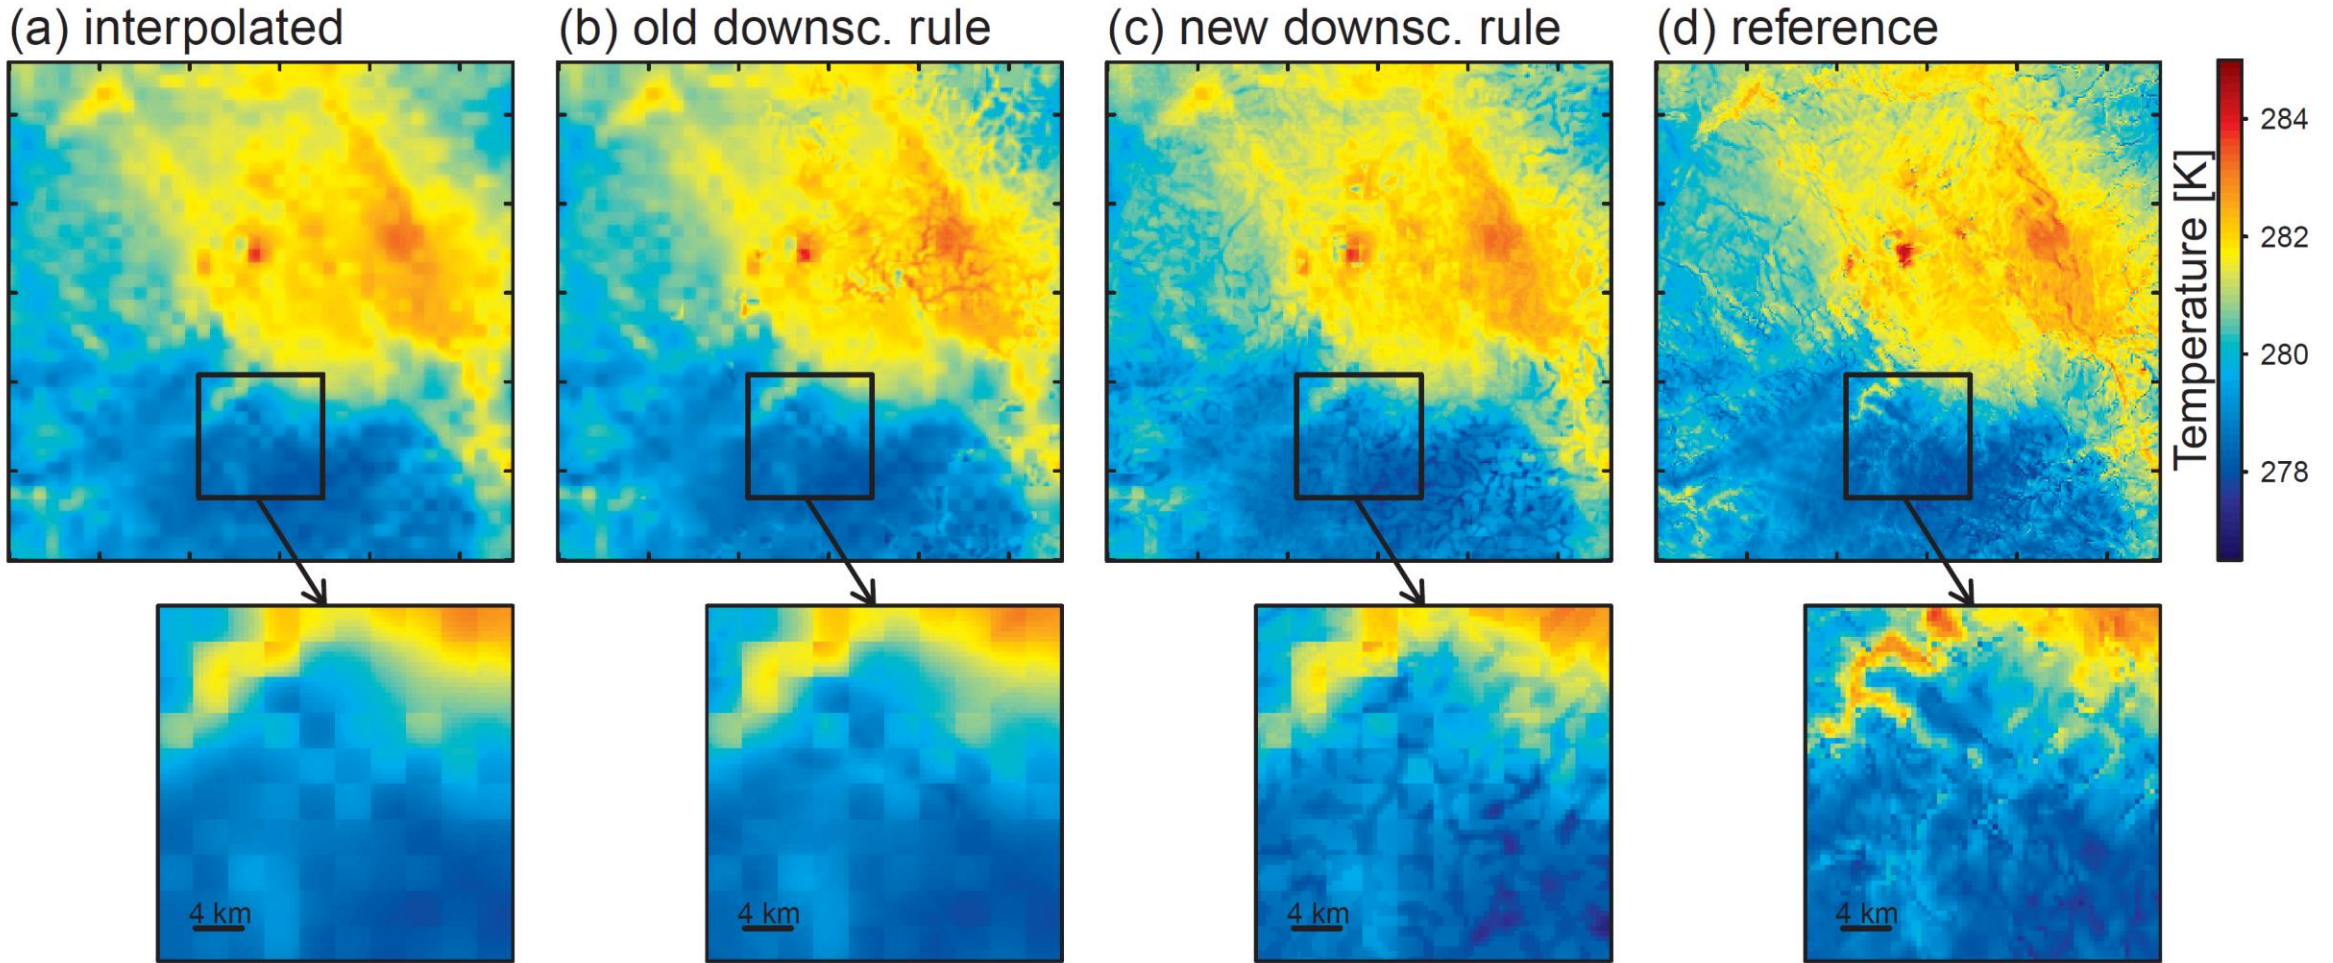 (a) interpolated
(b) old downsc. rule
(c) new downsc. rule
(d) reference
284
282
280
278
Temperature [K]
4 km
4 km
4 km
4 km